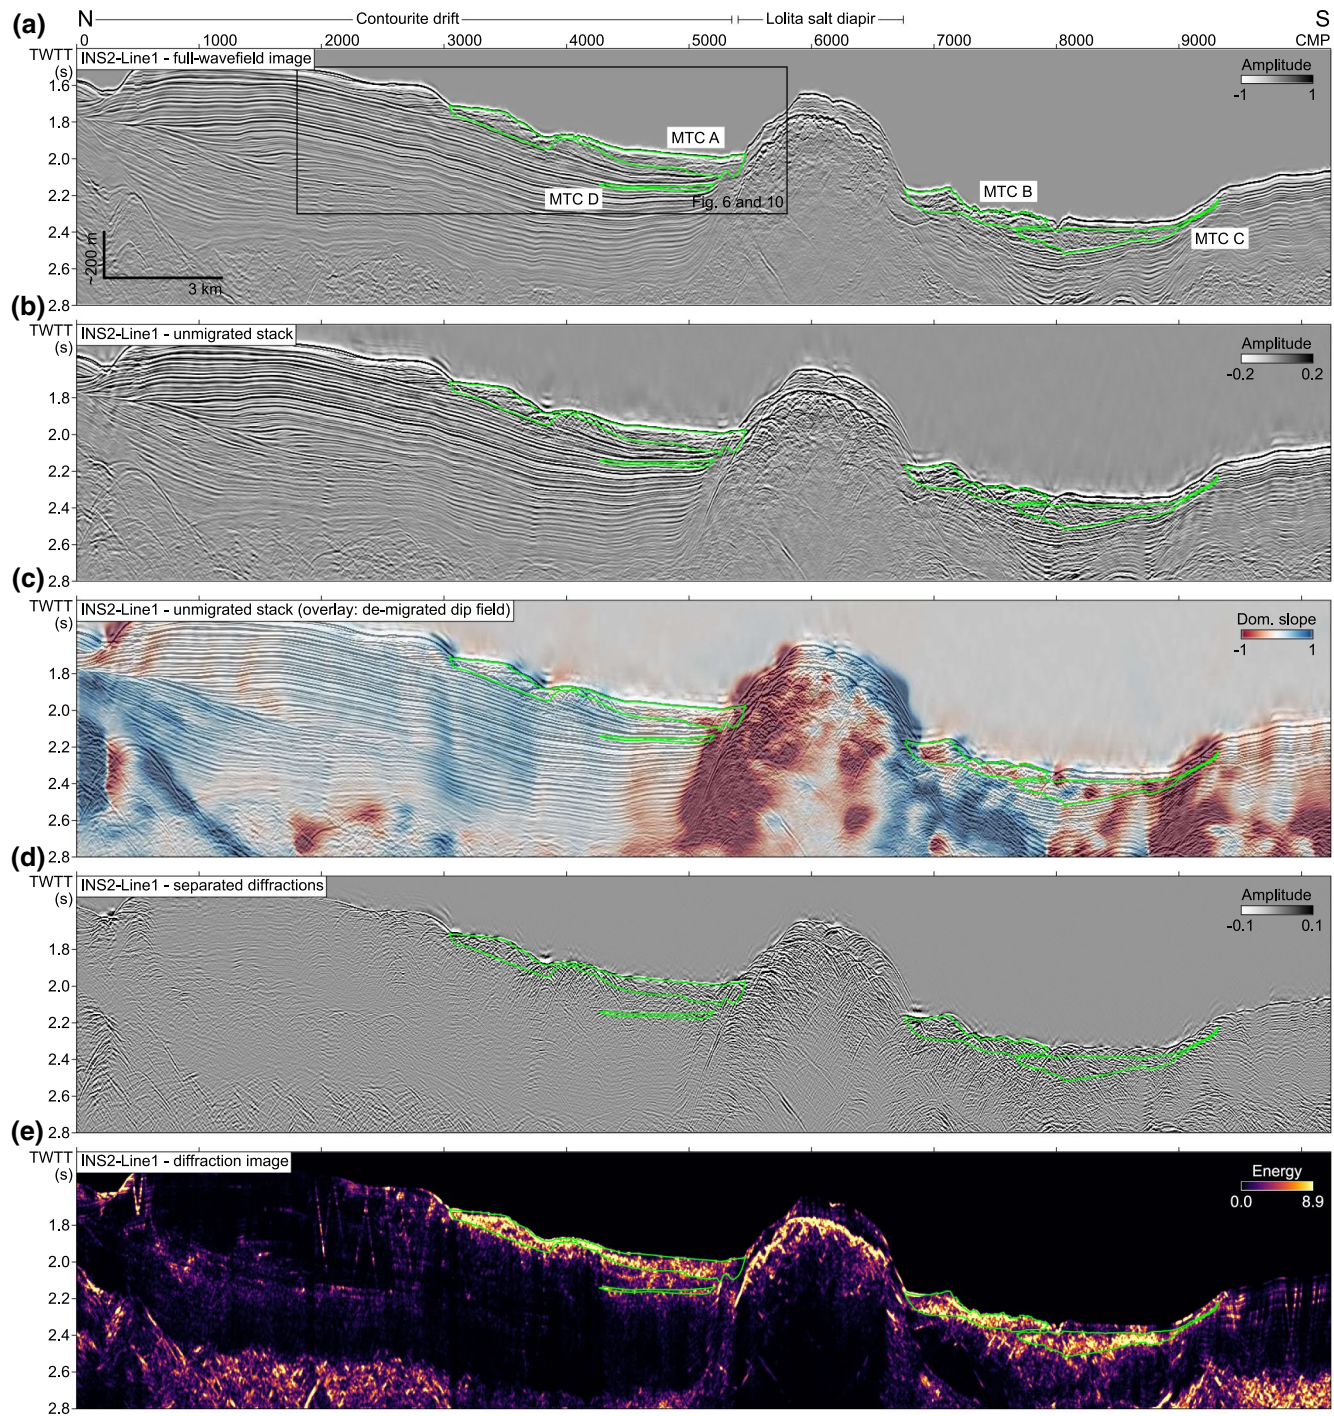 (a) N Contourite drift Lolita salt diapir S
0 1000 2000 3000 4000 5000 6000 7000 8000 9000 CMP
TWTT (s) INS2-Line1 - full-wavefield image
Amplitude
-1 1
1.6
1.8
2.0
2.2
2.4
2.6
2.8
MTC A
MTC D
Fig. 6 and 10
MTC B
MTC C
~200 m
3 km
(b)
TWTT (s) INS2-Line1 - unmigrated stack
Amplitude
-0.2 0.2
1.8
2.0
2.2
2.4
2.6
2.8
(c)
TWTT (s) INS2-Line1 - unmigrated stack (overlay: de-migrated dip field)
Dom. slope
-1 1
1.8
2.0
2.2
2.4
2.6
2.8
(d)
TWTT (s) INS2-Line1 - separated diffractions
Amplitude
-0.1 0.1
1.8
2.0
2.2
2.4
2.6
2.8
(e)
TWTT (s) INS2-Line1 - diffraction image
Energy
0.0 8.9
1.8
2.0
2.2
2.4
2.6
2.8